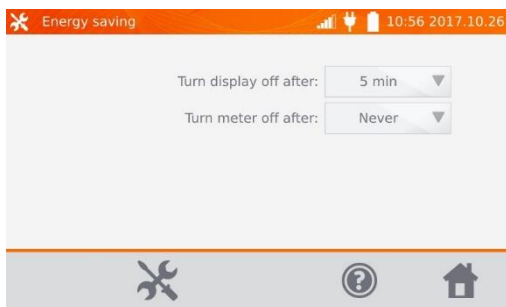 Energy saving 10:56 2017.10.26
Turn display off after: 5 min
Turn meter off after: Never
?